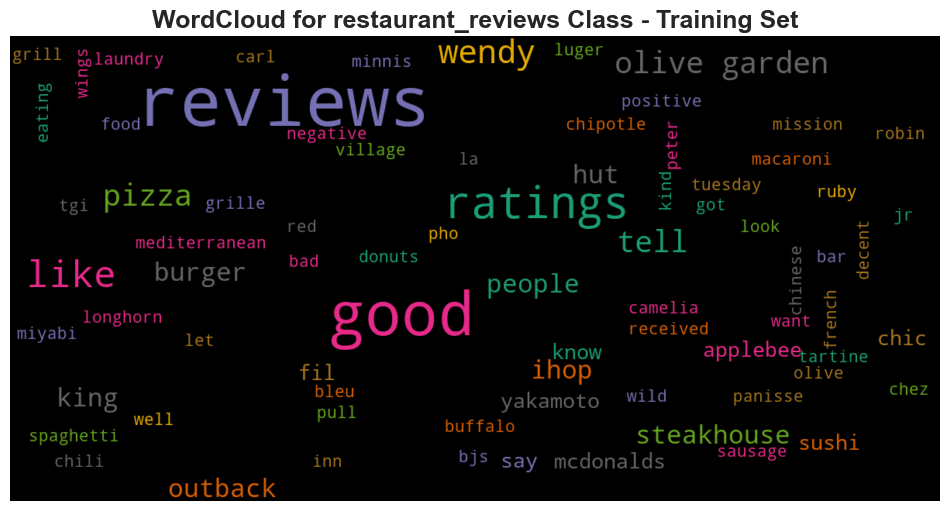 WordCloud for restaurant_reviews Class - Training Set
grill
wings
laundry
carl
minnis
wendy
luger
olive garden
eating
food
reviews
negative
village
positive
chipotle
peter
mission
robin
macaroni
la
hut
kind
tuesday
got
ruby
jr
tgi
pizza
grille
red
ratings
pho
tell
look
decent
mediterranean
bad
donuts
bar
like
burger
people
chinese
good
camelia
received
want
french
longhorn
miyabi
let
know
applebee
tartine
chic
fil
ihop
olive
bleu
king
well
pull
yakamoto
wild
panisse
chez
spaghetti
buffalo
steakhouse
sausage
sushi
chili
inn
bjs
say
mcdonalds
outback